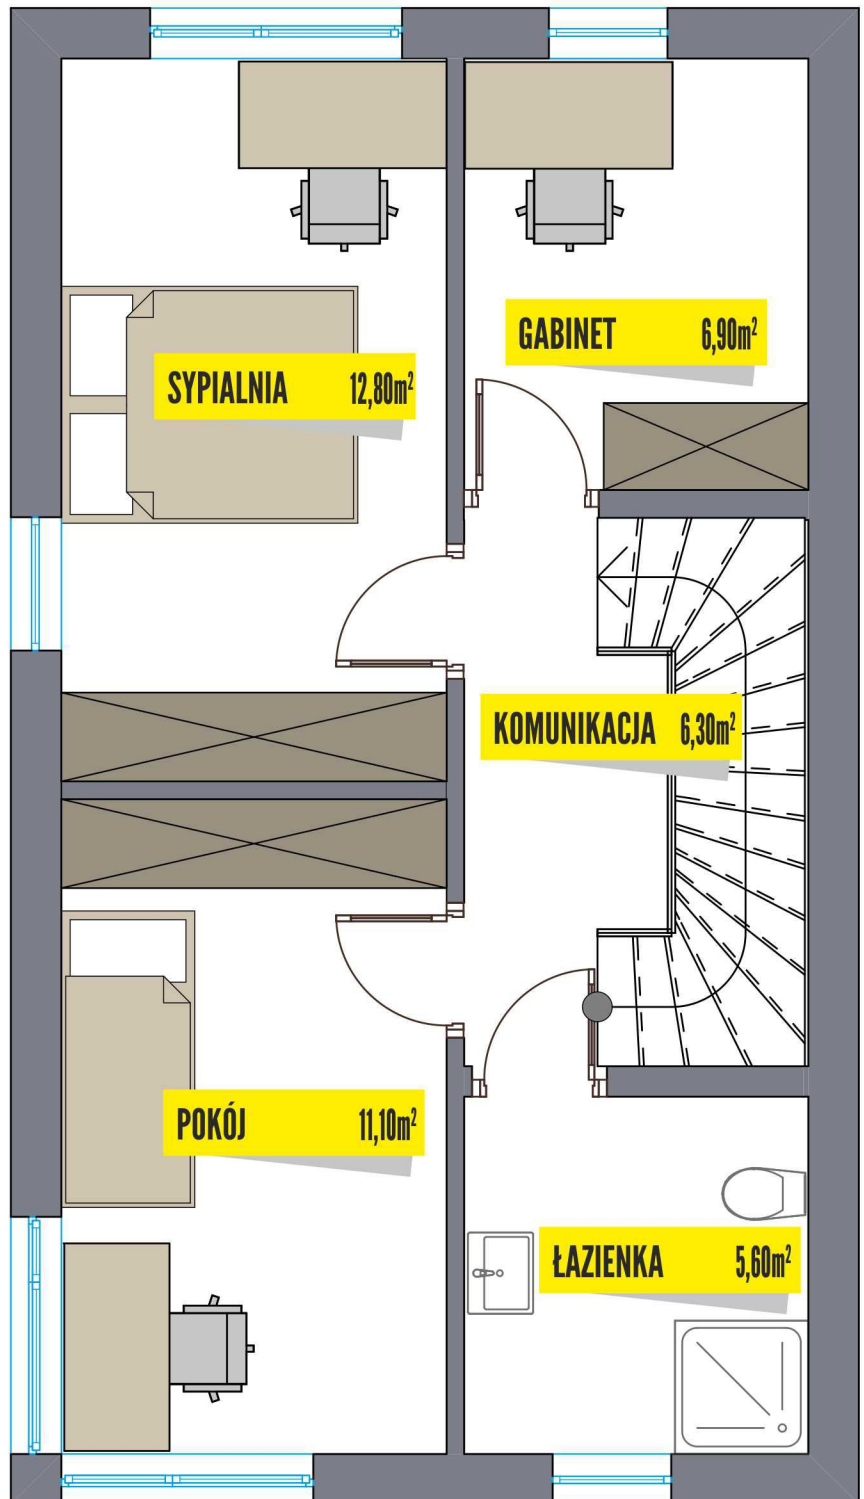 GABINET 6,90m²
SYPIALNIA 12,80m²
KOMUNIKACJA 6,30m²
POKÓJ 11,10m²
ŁAZIENKA 5,60m²